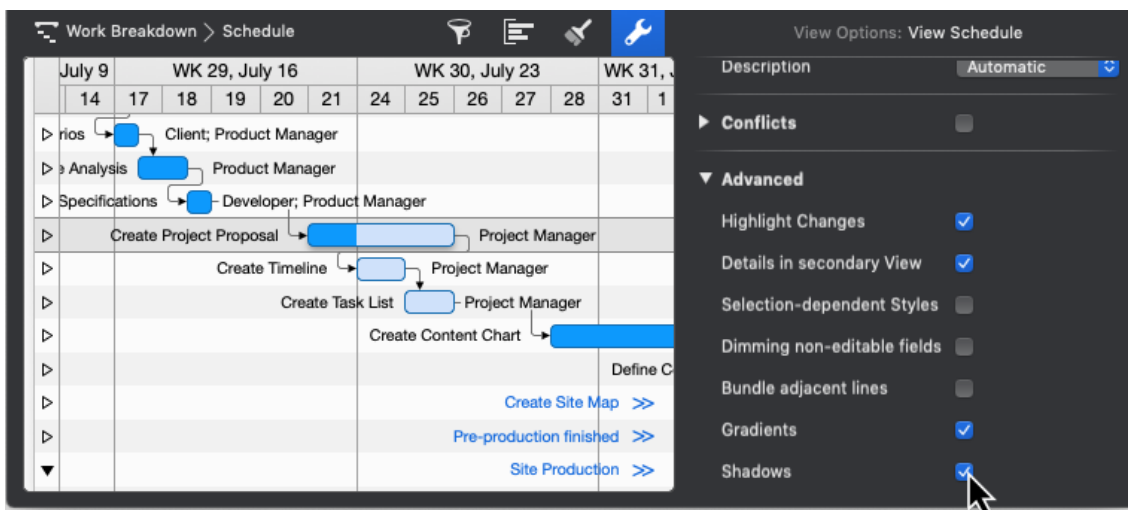 Work Breakdown > Schedule
View Options: View Schedule
July 9 WK 29, July 16 WK 30, July 23 WK 31, J
14 17 18 19 20 21 24 25 26 27 28 31 1
rios Client; Product Manager
e Analysis Product Manager
Specifications Developer; Product Manager
Create Project Proposal Project Manager
Create Timeline Project Manager
Create Task List Project Manager
Create Content Chart
Define C
Create Site Map >>
Pre-production finished >>
Site Production >>
Description Automatic
Conflicts
Advanced
Highlight Changes
Details in secondary View
Selection-dependent Styles
Dimming non-editable fields
Bundle adjacent lines
Gradients
Shadows